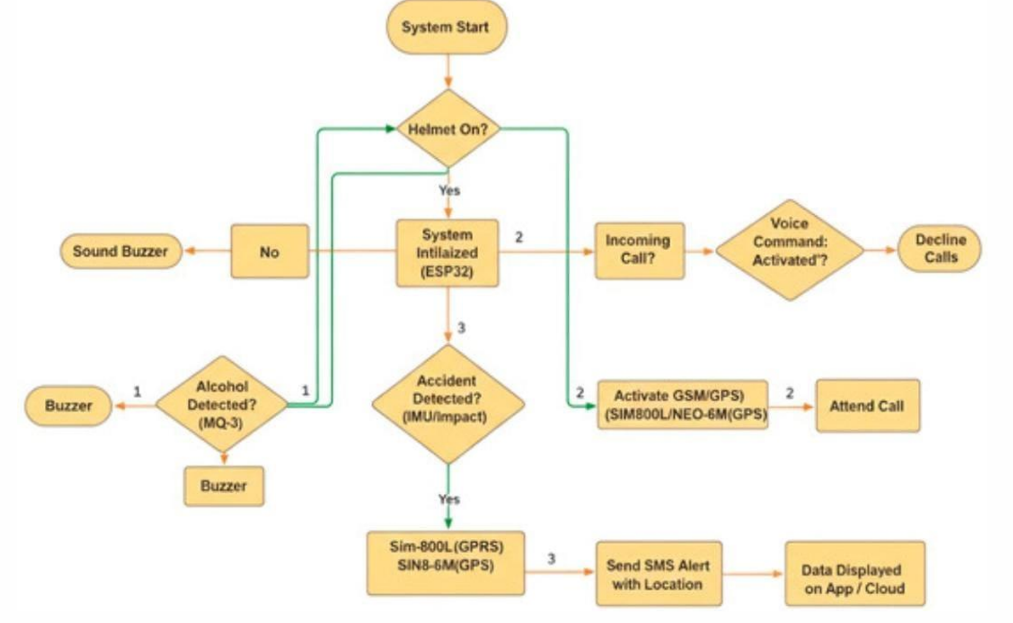 System Start
Helmet On?
Yes
Sound Buzzer
No
System
Intilaized
(ESP32)
2
Incoming
Call?
Voice
Command:
Activated'?
Decline
Calls
3
Buzzer
1
Alcohol
Detected?
(MQ-3)
1
Accident
Detected?
(IMU/Impact)
2
Activate GSM/GPS)
(SIM800L/NEO-6M(GPS)
2
Attend Call
Buzzer
Yes
Sim-800L(GPRS)
SIN8-6M(GPS)
3
Send SMS Alert
with Location
Data Displayed
on App / Cloud